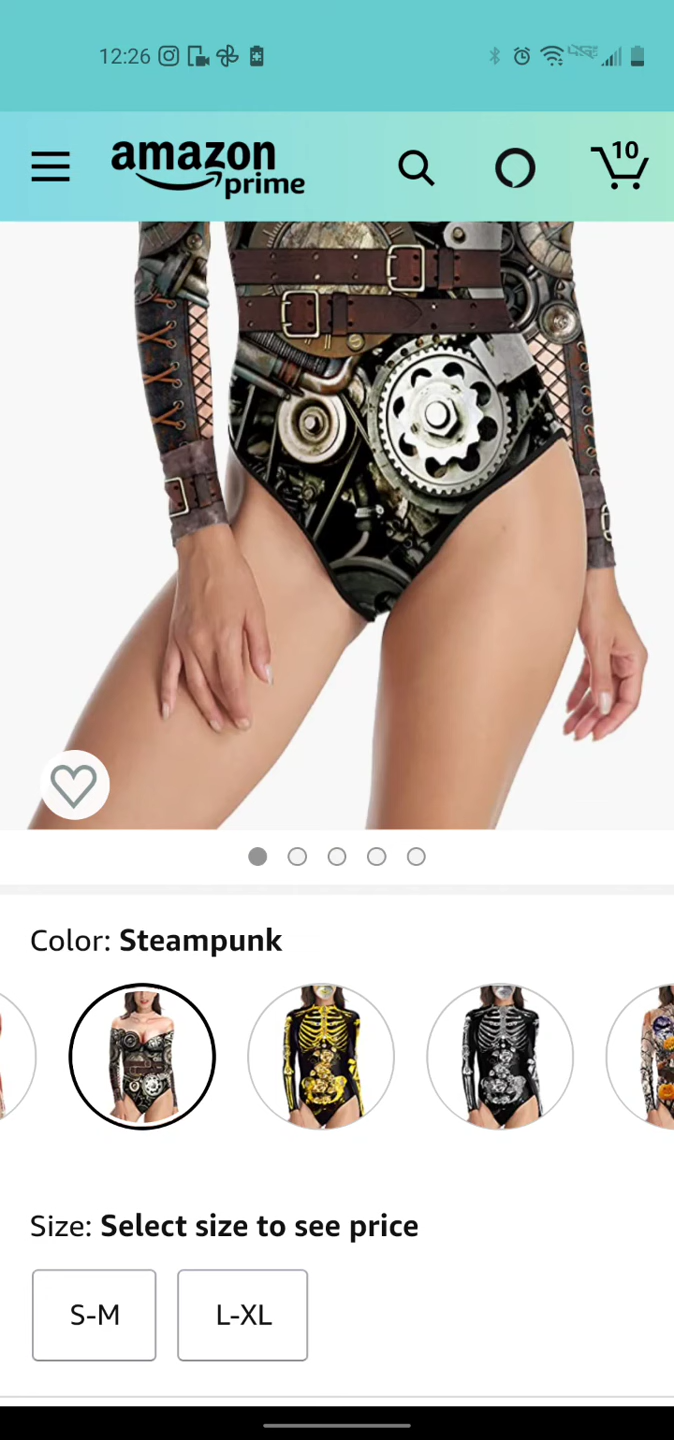 12:26
amazon
prime
10
Color: Steampunk
Size: Select size to see price
S-M
L-XL